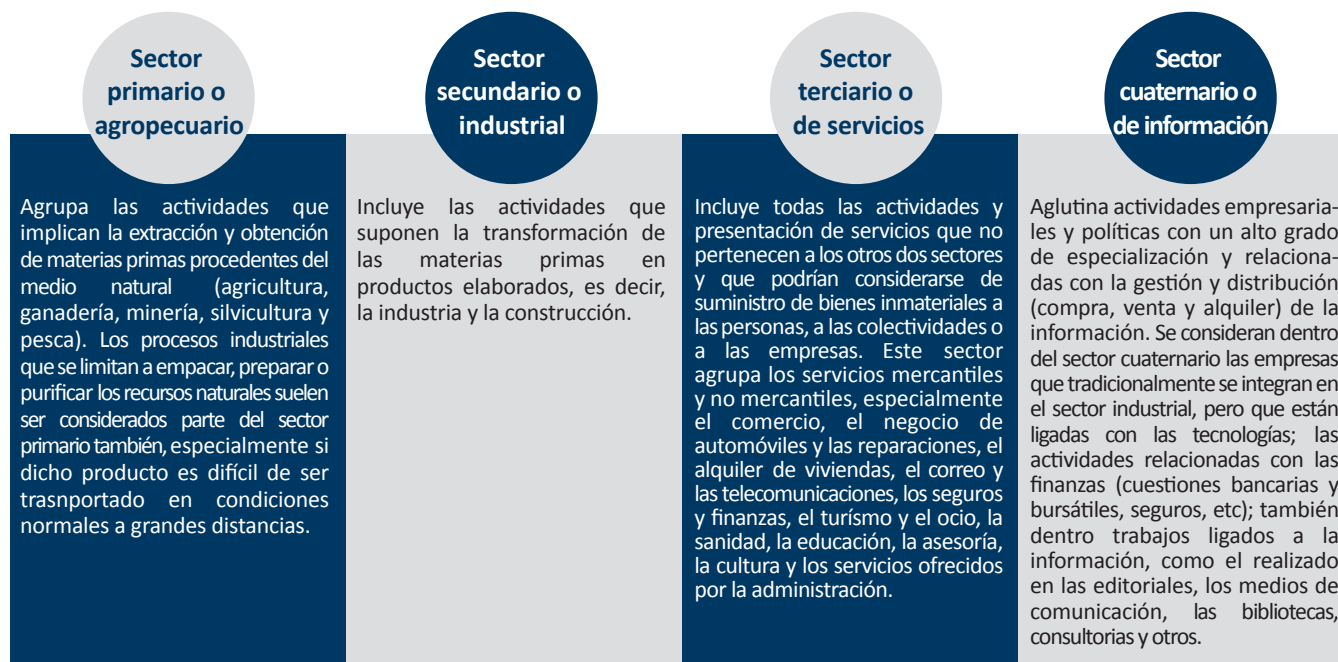 Sector
primario o
agropecuario
Agrupa las actividades que
implican la extracción y obtención
de materias primas procedentes del
medio natural (agricultura,
ganadería, minería, silvicultura y
pesca). Los procesos industriales
que se limitan a empacar, preparar o
purificar los recursos naturales suelen
ser considerados parte del sector
primario también, especialmente si
dicho producto es difícil de ser
trasnportado en condiciones
normales a grandes distancias.
Sector
secundario o
industrial
Incluye las actividades que
suponen la transformación de
las materias primas en
productos elaborados, es decir,
la industria y la construcción.
Sector
terciario o
de servicios
Incluye todas las actividades y
presentación de servicios que no
pertenecen a los otros dos sectores
y que podrían considerarse de
suministro de bienes inmateriales a
las personas, a las colectividades o
a las empresas. Este sector
agrupa los servicios mercantiles
y no mercantiles, especialmente
el comercio, el negocio de
automóviles y las reparaciones, el
alquiler de viviendas, el correo y
las telecomunicaciones, los seguros
y finanzas, el turísmo y el ocio, la
sanidad, la educación, la asesoría,
la cultura y los servicios ofrecidos
por la administración.
Sector
cuaternario o
de información
Aglutina actividades empresaria-
les y políticas con un alto grado
de especialización y relaciona-
das con la gestión y distribución
(compra, venta y alquiler) de la
información. Se consideran dentro
del sector cuaternario las empresas
que tradicionalmente se integran en
el sector industrial, pero que están
ligadas con las tecnologías; las
actividades relacionadas con las
finanzas (cuestiones bancarias y
bursátiles, seguros, etc); también
dentro trabajos ligados a la
información, como el realizado
en las editoriales, los medios de
comunicación, las bibliotecas,
consultorias y otros.